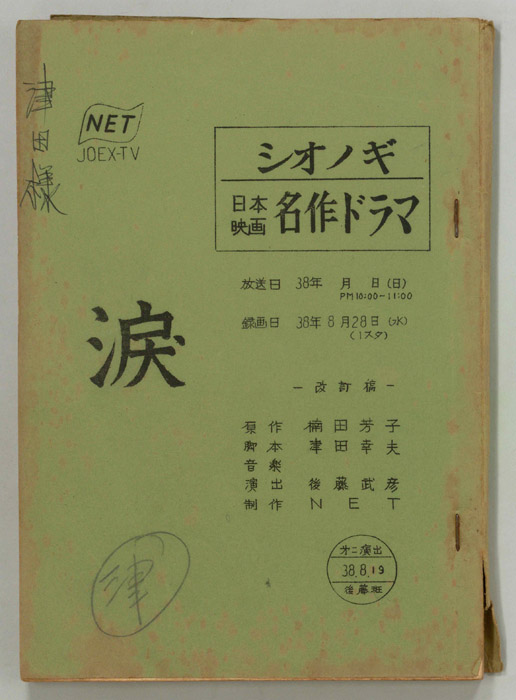 津田様
NET
JOEX-TV
シオノギ
日本映画 名作ドラマ
放送日 38年 月 日(日)
PM10:00~11:00
録画日 38年8月28日(水)
(1スタ)
涙
-改訂稿-
原作 楠田芳子
脚本 津田幸夫
音楽
演出 後藤武彦
制作 NET
津
才二演出
38.8.19
後藤班